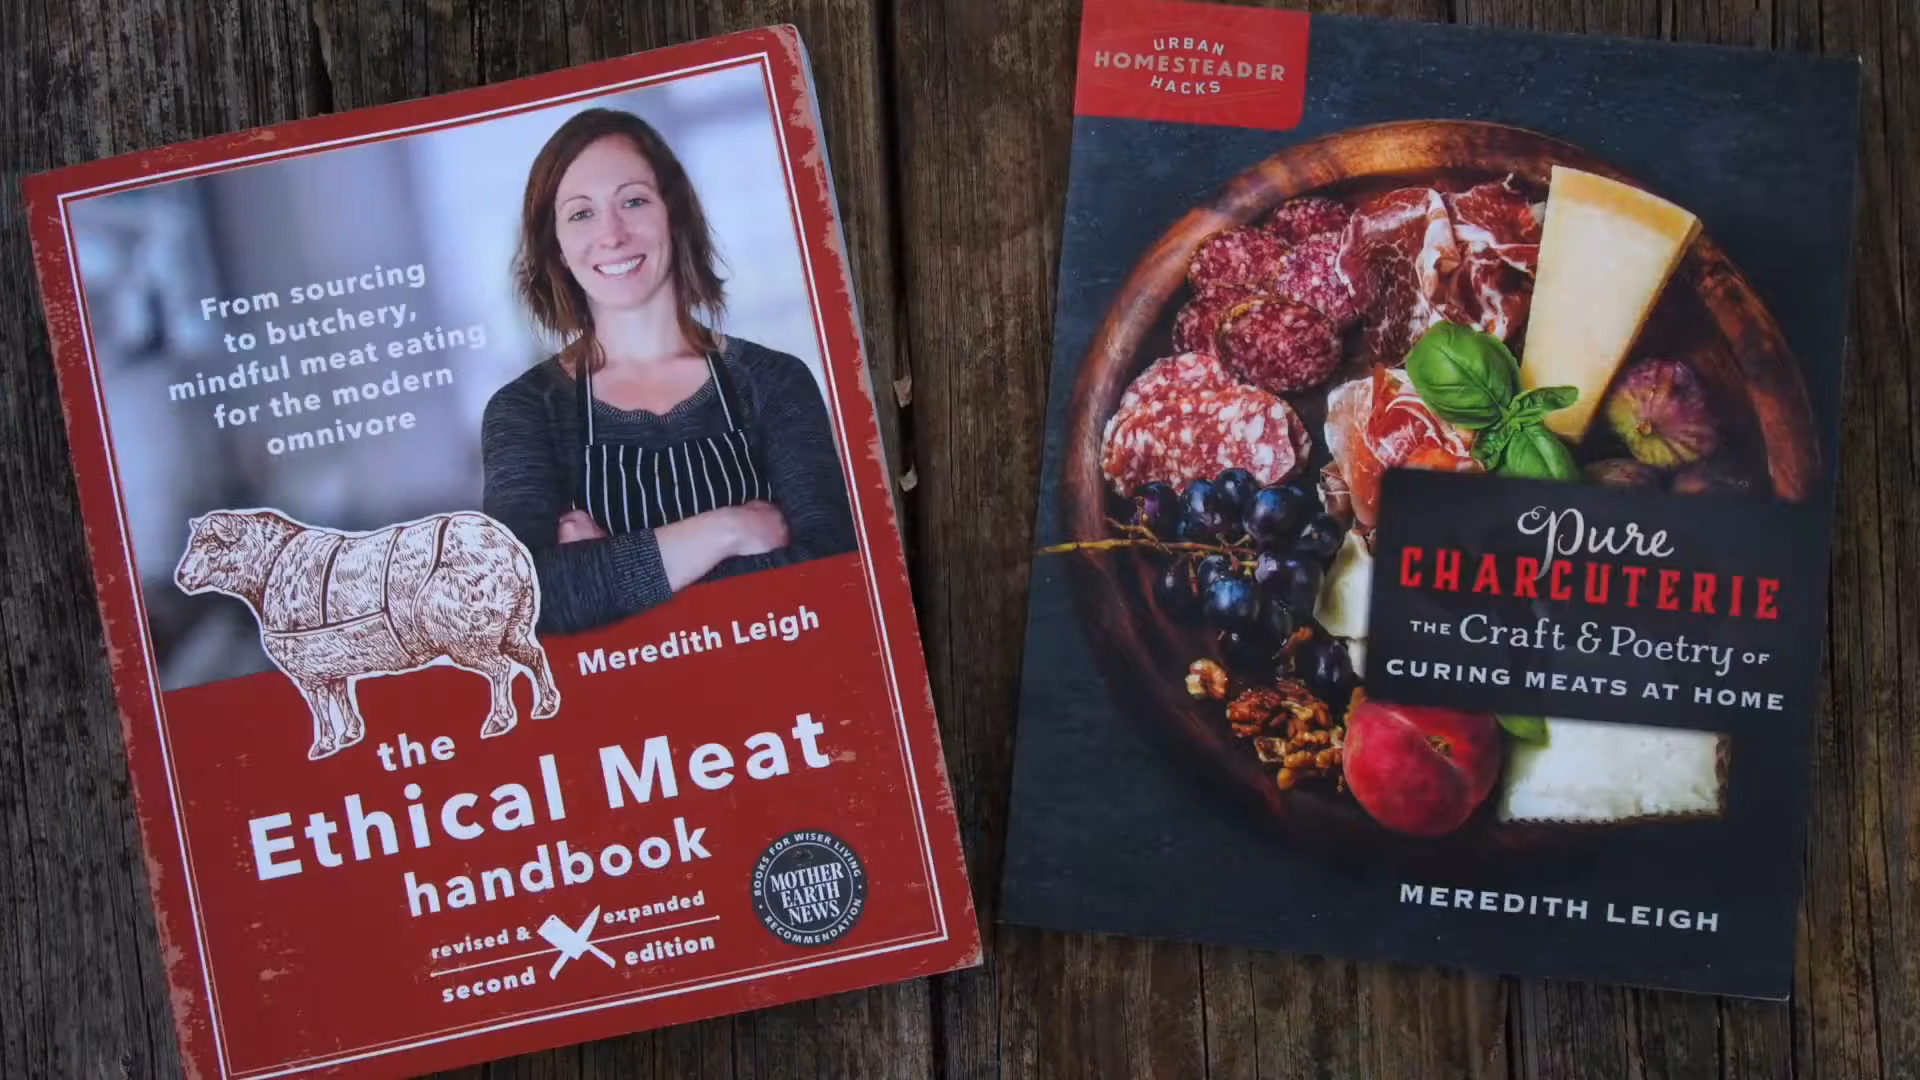 From sourcing
to butchery,
mindful meat eating
for the modern
omnivore
Meredith Leigh
the
Ethical Meat
handbook
revised & expanded
second edition
BOOKS FOR WISER LIVING
MOTHER
EARTH
NEWS
RECOMMENDATION
URBAN
HOMESTEADER
HACKS
Pure
CHARCUTERIE
THE Craft & Poetry OF
CURING MEATS AT HOME
MEREDITH LEIGH